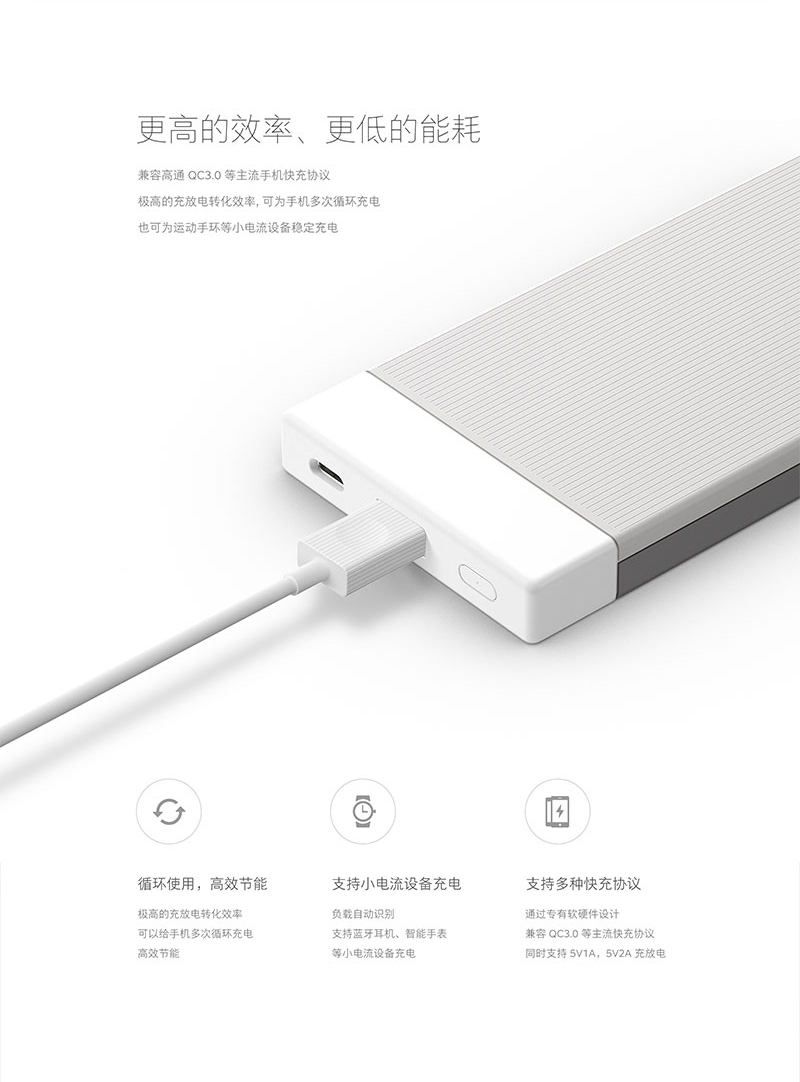 更高的效率、更低的能耗
兼容高通 QC3.0 等主流手机快充协议
极高的充放电转化效率, 可为手机多次循环充电
也可为运动手环等小电流设备稳定充电
循环使用，高效节能
极高的充放电转化效率
可以给手机多次循环充电
高效节能
支持小电流设备充电
负载自动识别
支持蓝牙耳机、智能手表
等小电流设备充电
支持多种快充协议
通过专有软硬件设计
兼容 QC3.0 等主流快充协议
同时支持 5V1A，5V2A 充放电